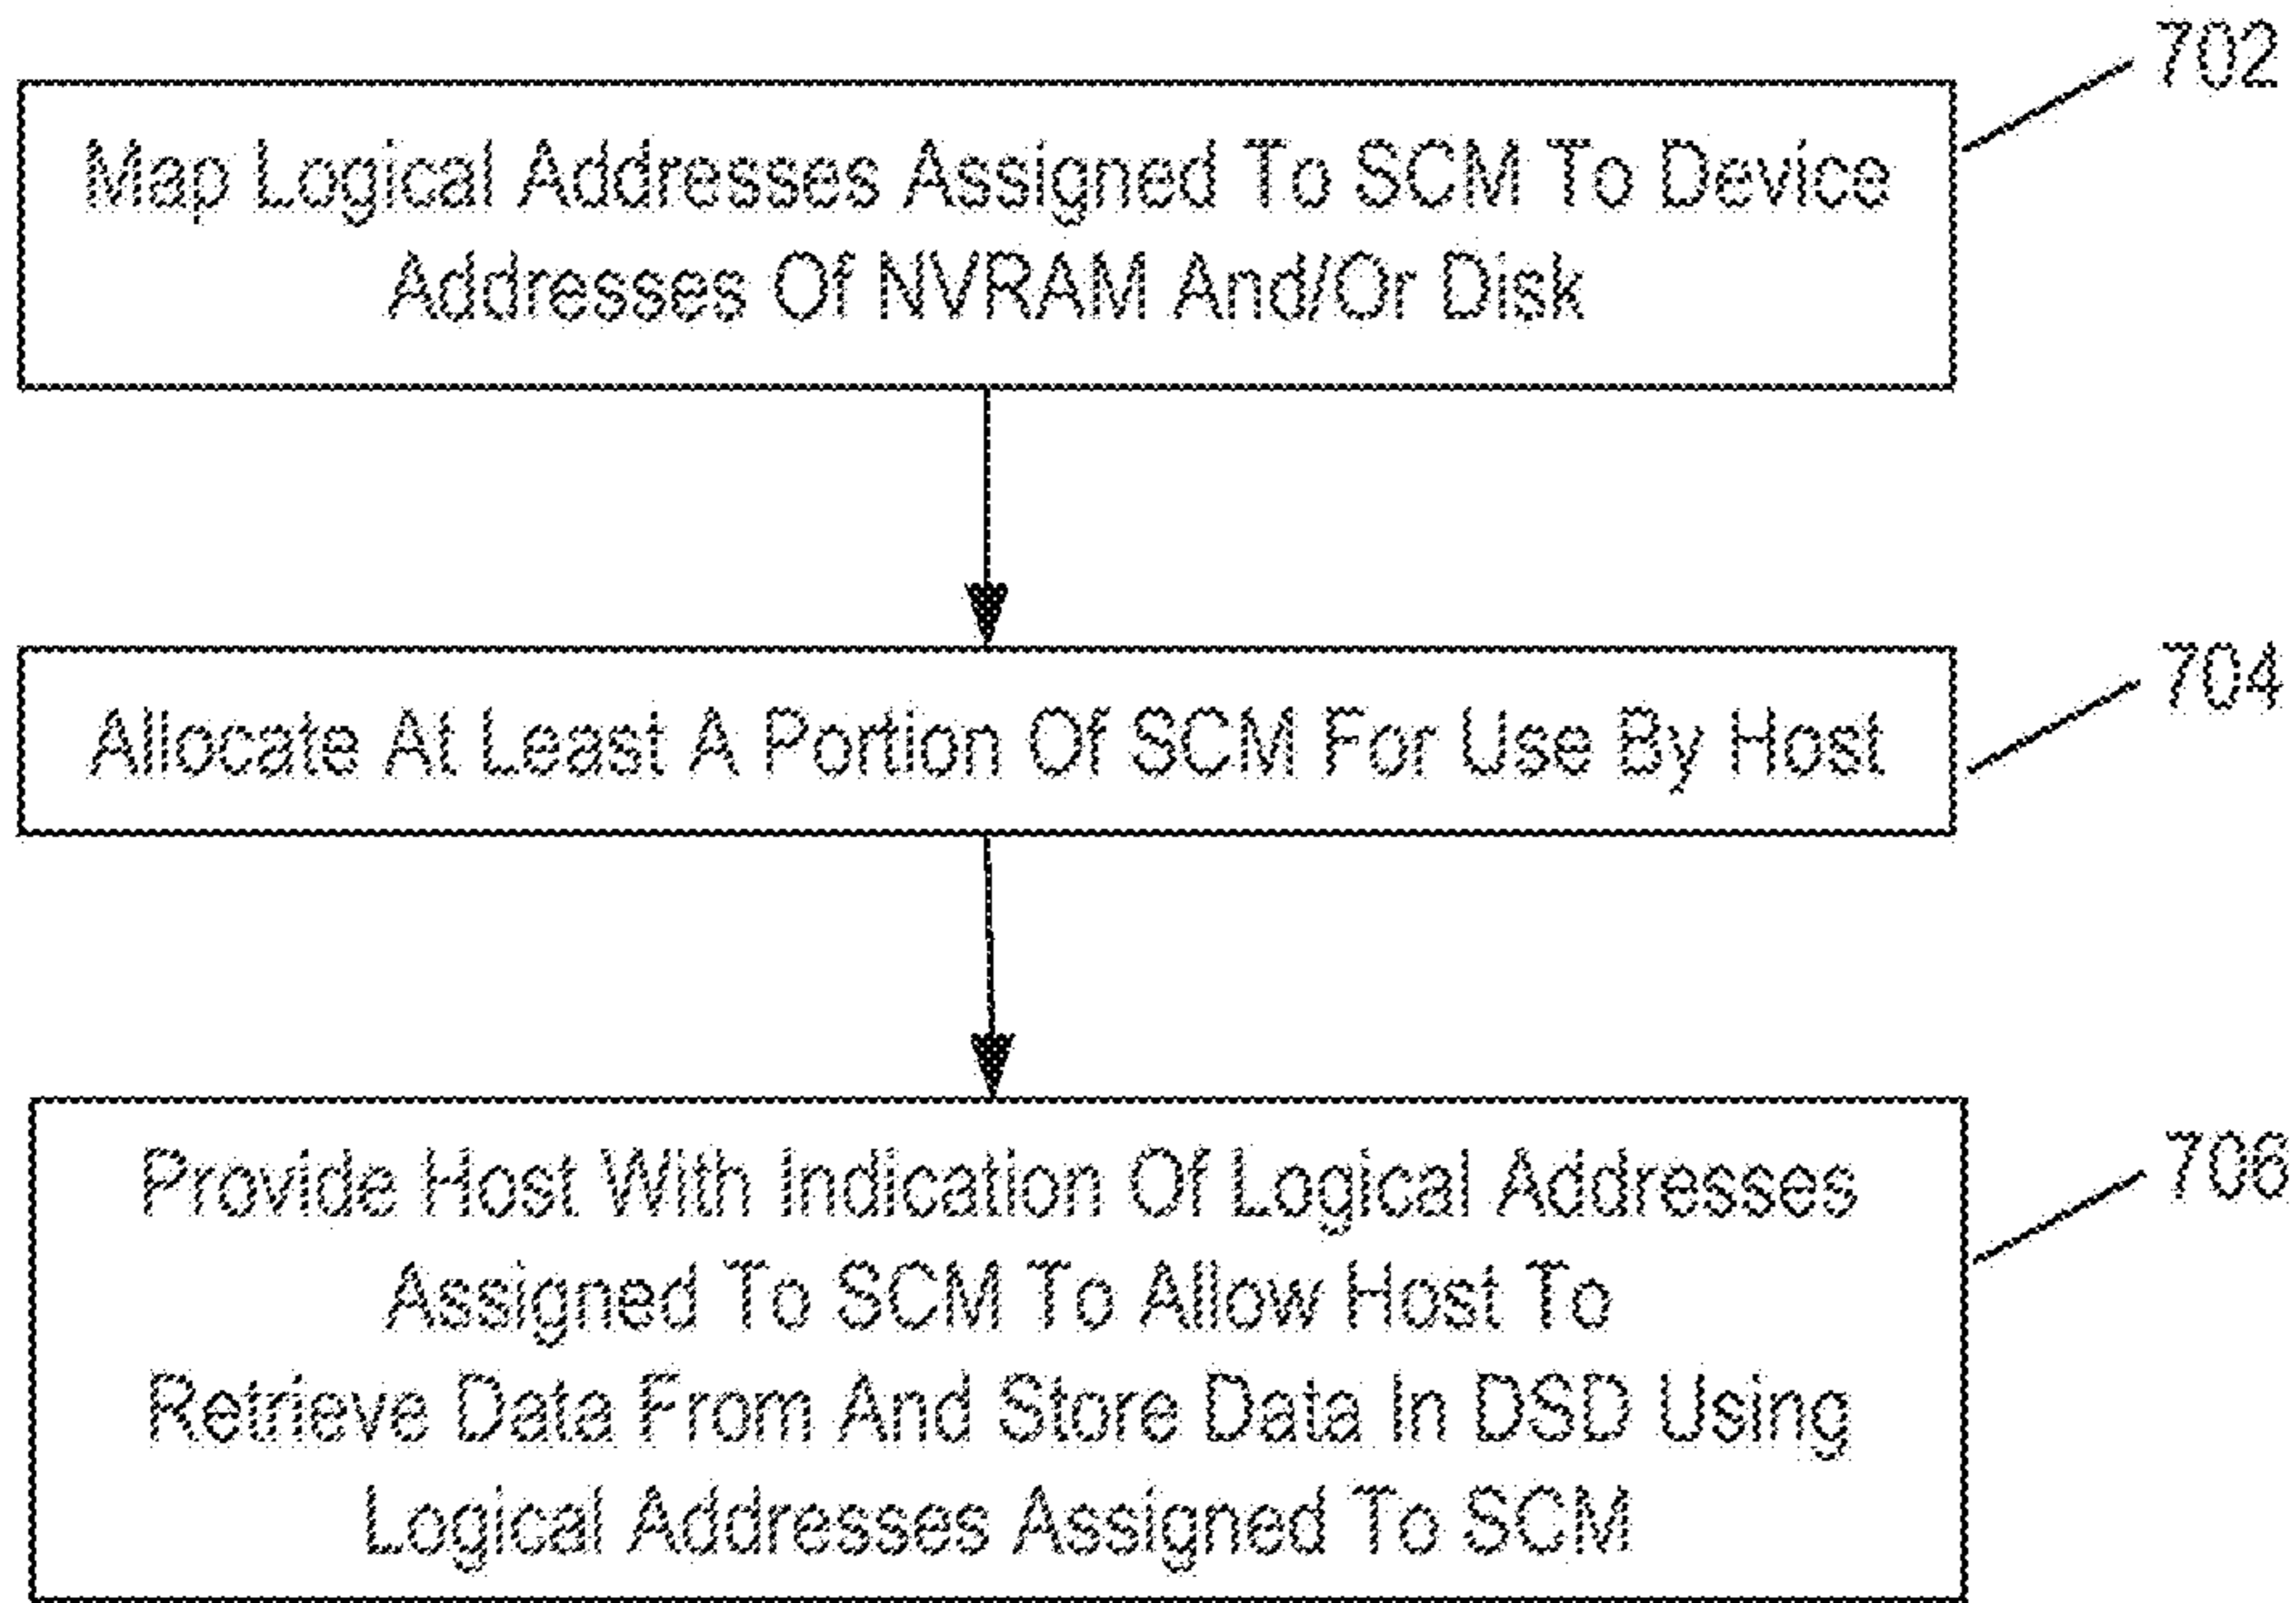 702
Map Logical Addresses Assigned To SCM To Device
Addresses Of NVRAM And/Or Disk
704
Allocate At Least A Portion Of SCM For Use By Host
706
Provide Host With Indication Of Logical Addresses
Assigned To SCM To Allow Host To
Retrieve Data From And Store Data In DSD Using
Logical Addresses Assigned To SCM